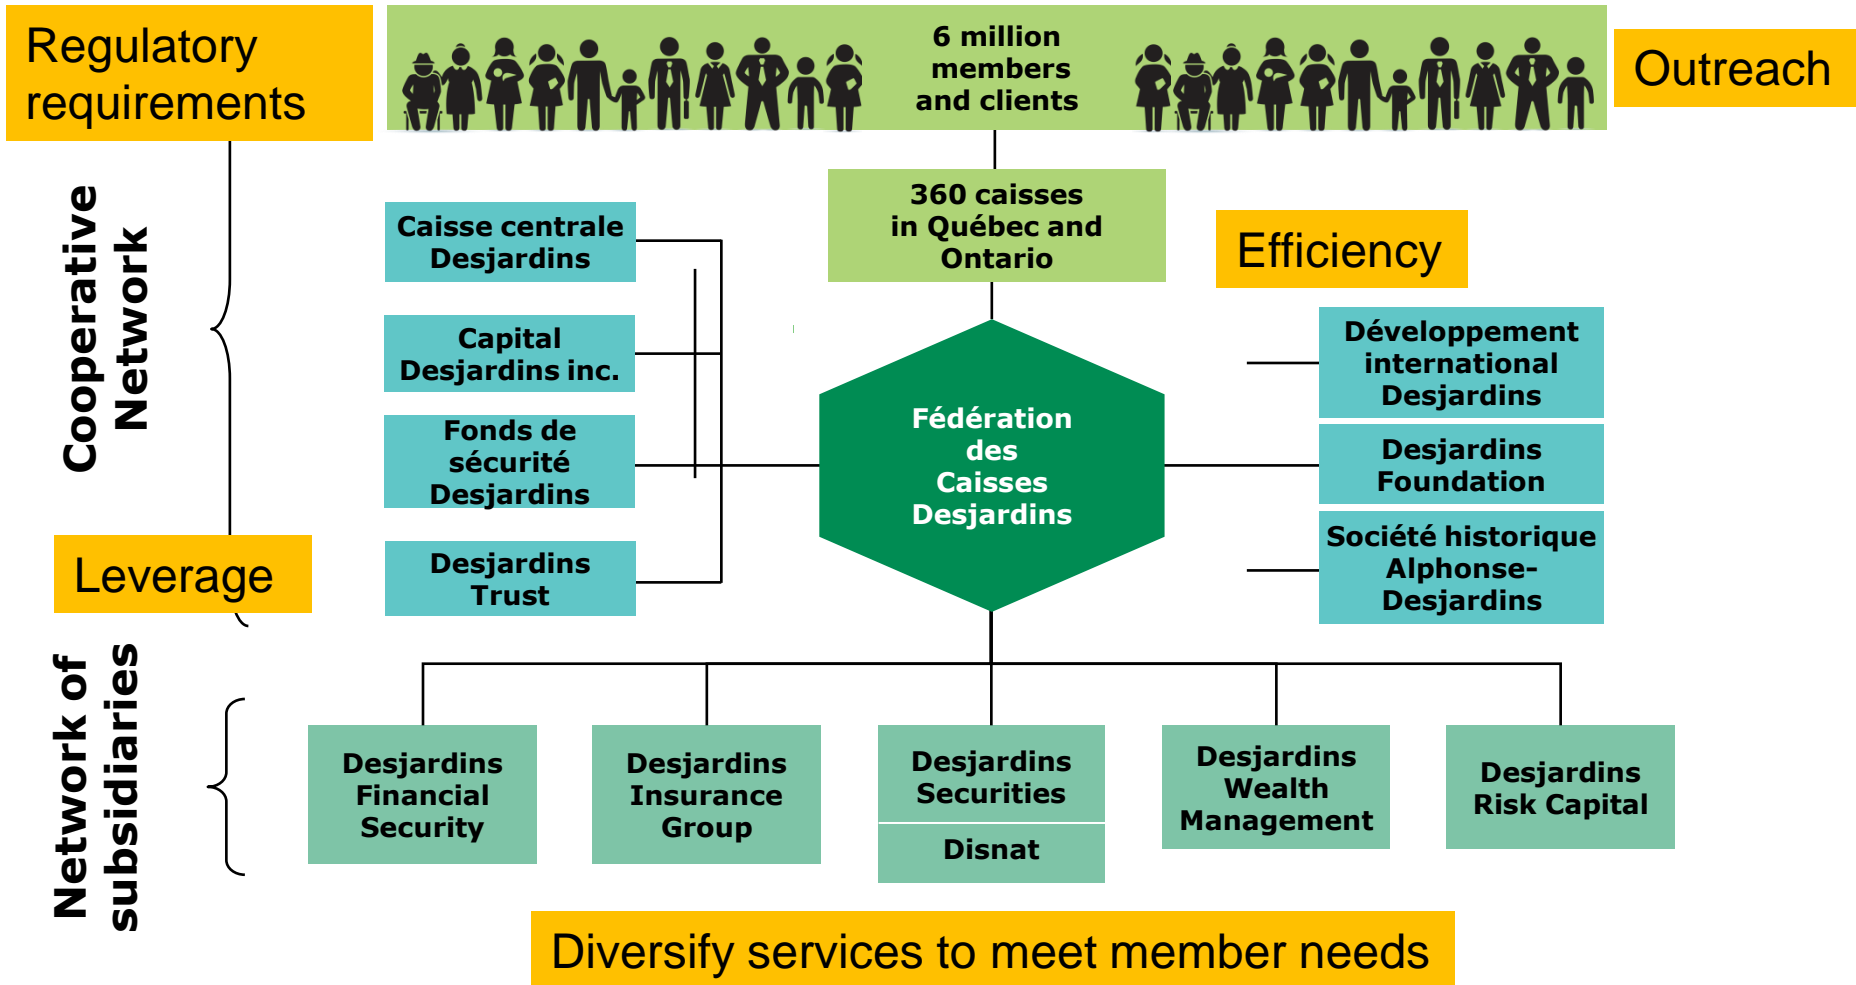 Regulatory
requirements
6 million
members
and clients
Outreach
Cooperative
Network
Caisse centrale
Desjardins
360 caisses
in Québec and
Ontario
Efficiency
Capital
Desjardins inc.
Développement
international
Desjardins
Fonds de
sécurité
Desjardins
Fédération
des
Caisses
Desjardins
Desjardins
Foundation
Leverage
Desjardins
Trust
Société historique
Alphonse-
Desjardins
Network of
subsidiaries
Desjardins
Financial
Security
Desjardins
Insurance
Group
Desjardins
Securities
Disnat
Desjardins
Wealth
Management
Desjardins
Risk Capital
Diversify services to meet member needs